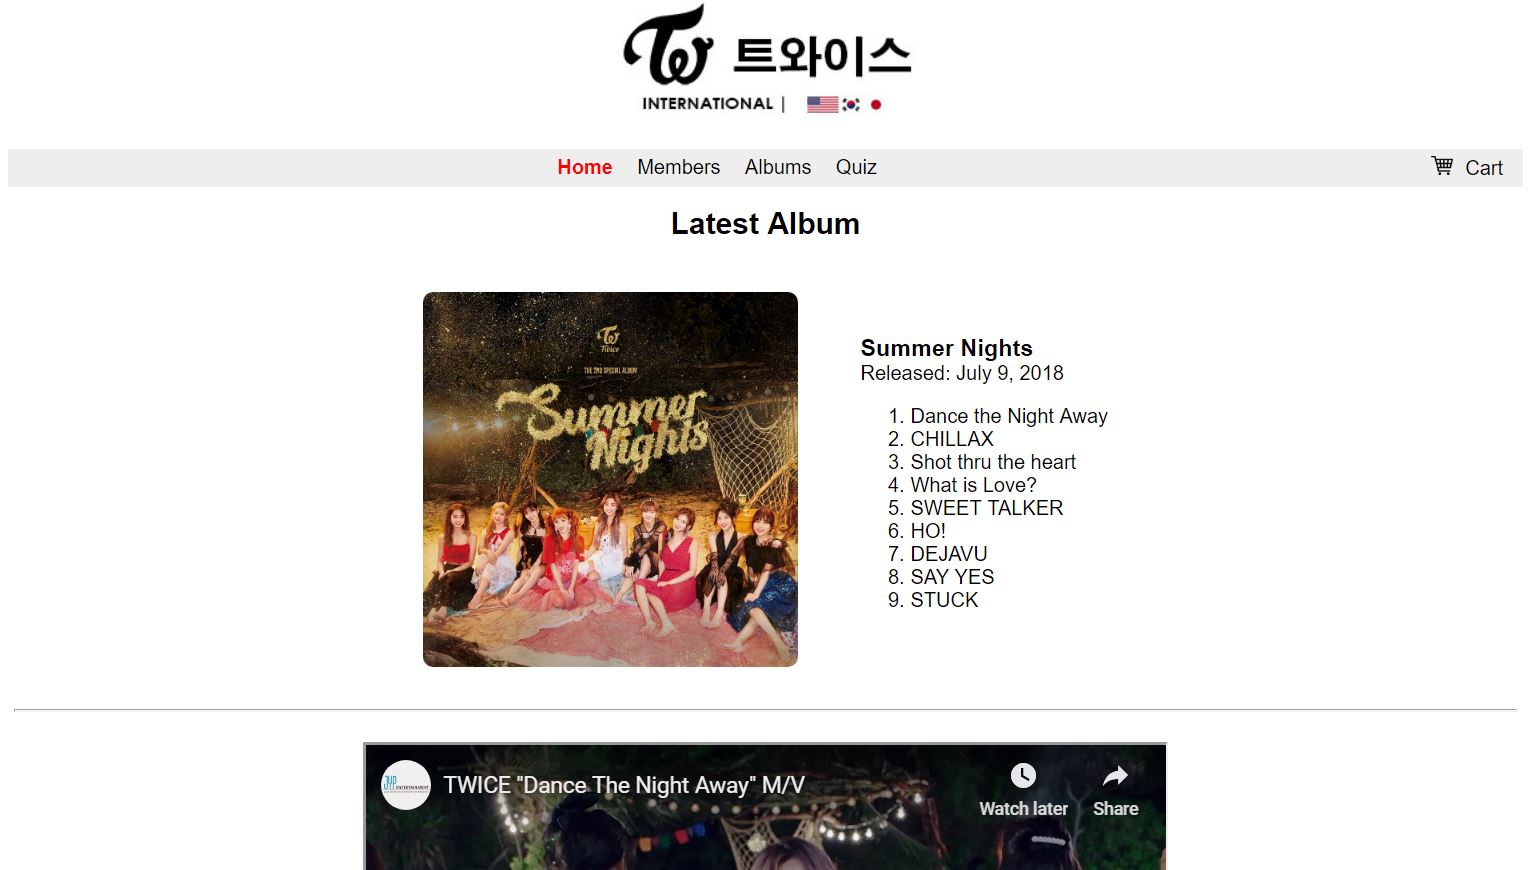 트와이스
INTERNATIONAL |
Home Members Albums Quiz Cart
Latest Album
Twice
THE 2ND SPECIAL ALBUM
Summer
Nights
Summer Nights
Released: July 9, 2018
1. Dance the Night Away
2. CHILLAX
3. Shot thru the heart
4. What is Love?
5. SWEET TALKER
6. HO!
7. DEJAVU
8. SAY YES
9. STUCK
JYP ENTERTAINMENT
TWICE "Dance The Night Away" M/V
Watch later Share